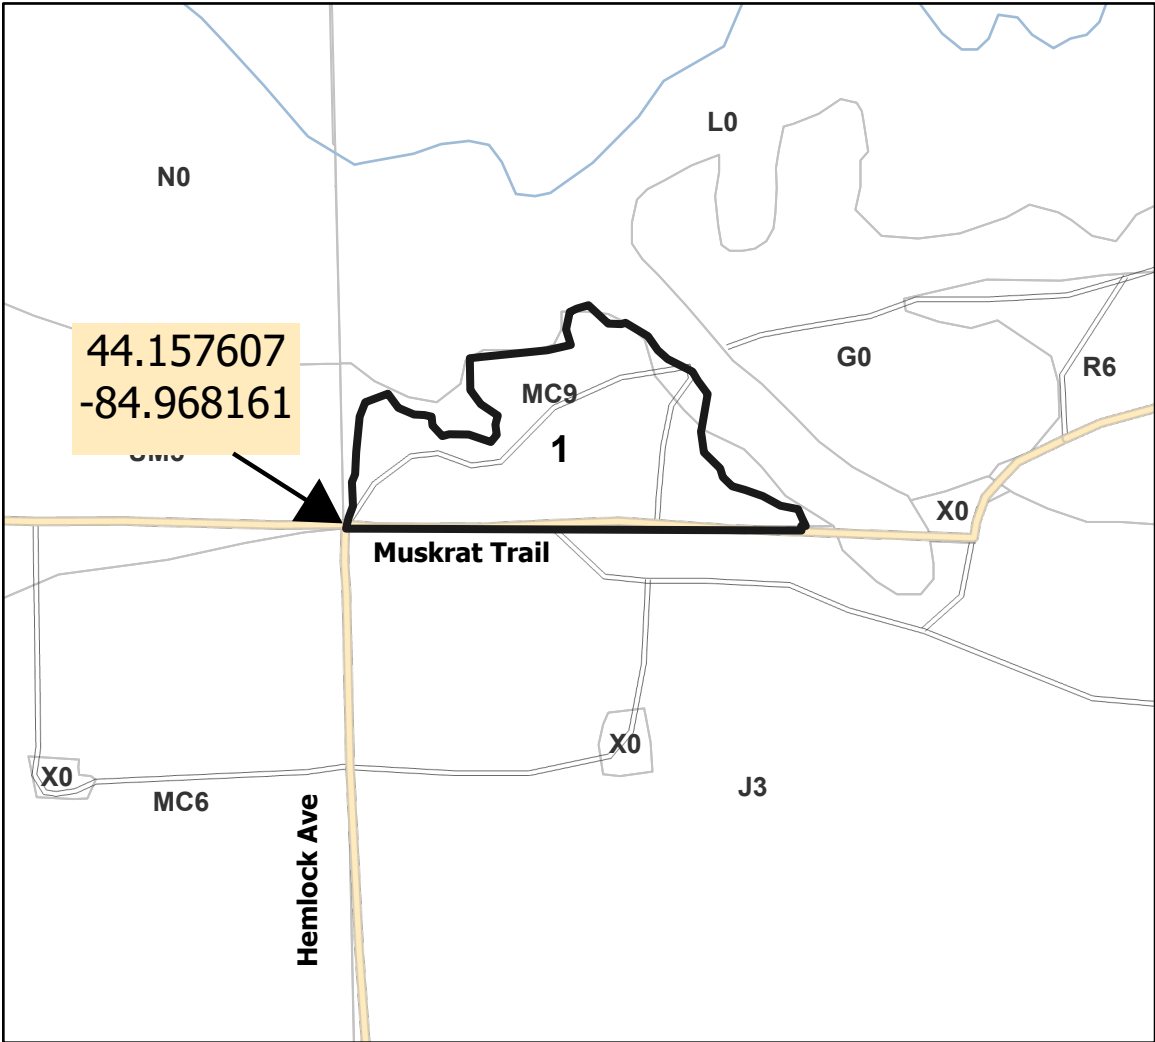 L0
N0
44.157607
-84.968161
G0
R6
MC9
1
X0
Muskrat Trail
X0
X0
J3
MC6
Hemlock Ave